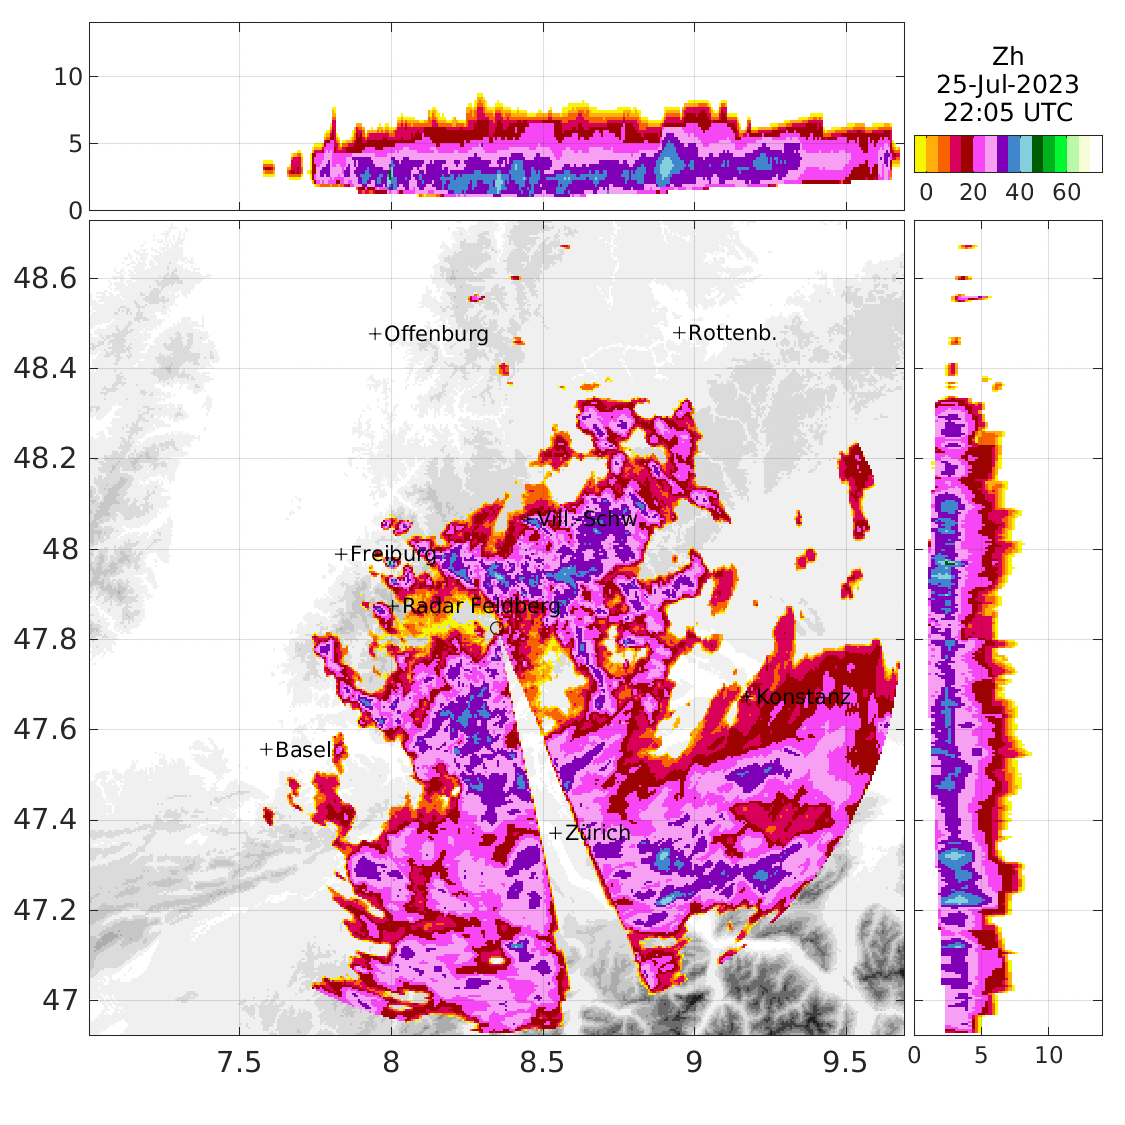 Zh
25-Jul-2023
22:05 UTC
0 20 40 60
10
5
0
48.6
48.4
48.2
48
47.8
47.6
47.4
47.2
47
+Offenburg
+Rottenb.
+Vill.-Schw
+Freiburg
+Radar Feldberg
+Konstanz
+Basel
+Zürich
7.5 8 8.5 9 9.5
0 5 10